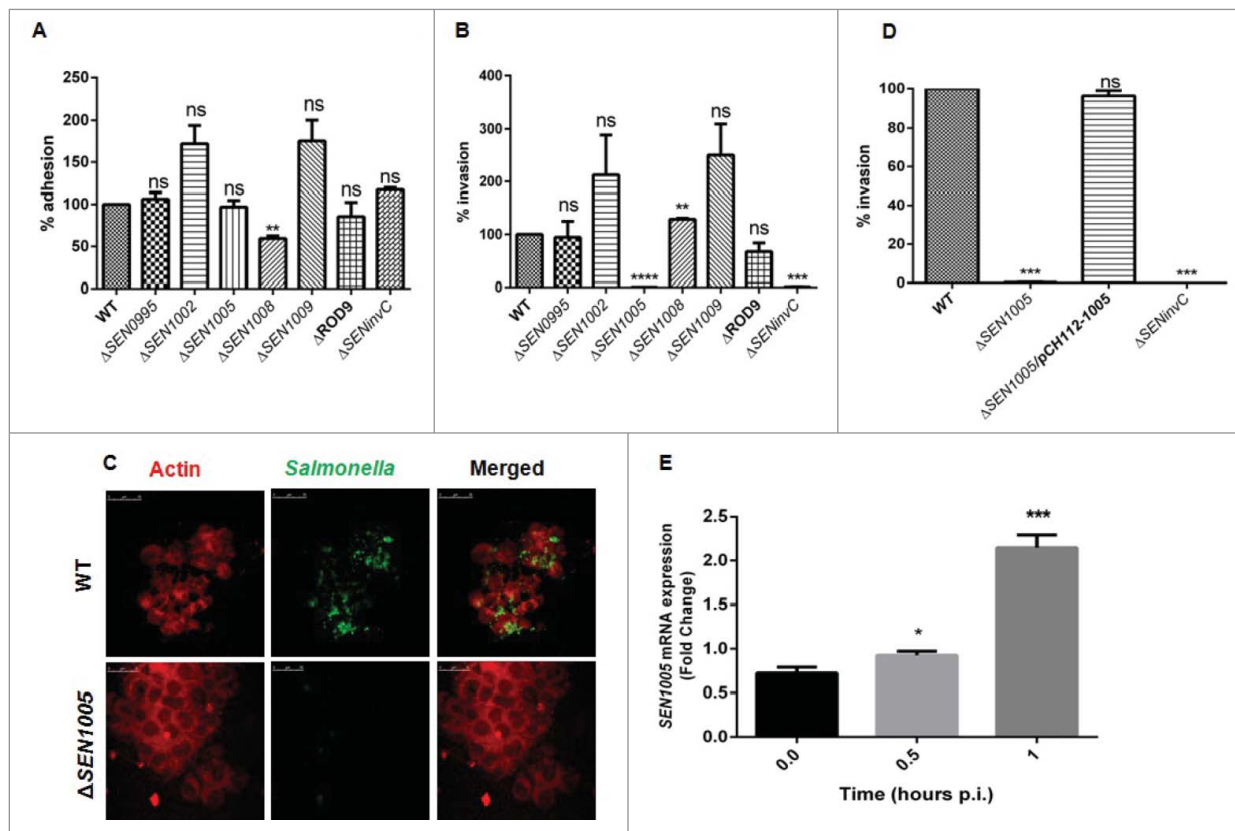 A
% adhesion
250
200
150
100
50
0
ns
ns
ns
**
ns
ns
ns
WT
ΔSEN0995
ΔSEN1002
ΔSEN1005
ΔSEN1008
ΔSEN1009
ΔROD9
ΔSENinvC
B
% invasion
400
300
200
100
0
ns
ns
****
**
ns
ns
***
WT
ΔSEN0995
ΔSEN1002
ΔSEN1005
ΔSEN1008
ΔSEN1009
ΔROD9
ΔSENinvC
D
% invasion
100
80
60
40
20
0
***
ns
***
WT
ΔSEN1005
ΔSEN1005/pCH112-1005
ΔSENinvC
C
Actin
Salmonella
Merged
WT
ΔSEN1005
E
SEN1005 mRNA expression
(Fold Change)
2.5
2.0
1.5
1.0
0.5
0.0
*
***
0.0
0.5
1
Time (hours p.i.)